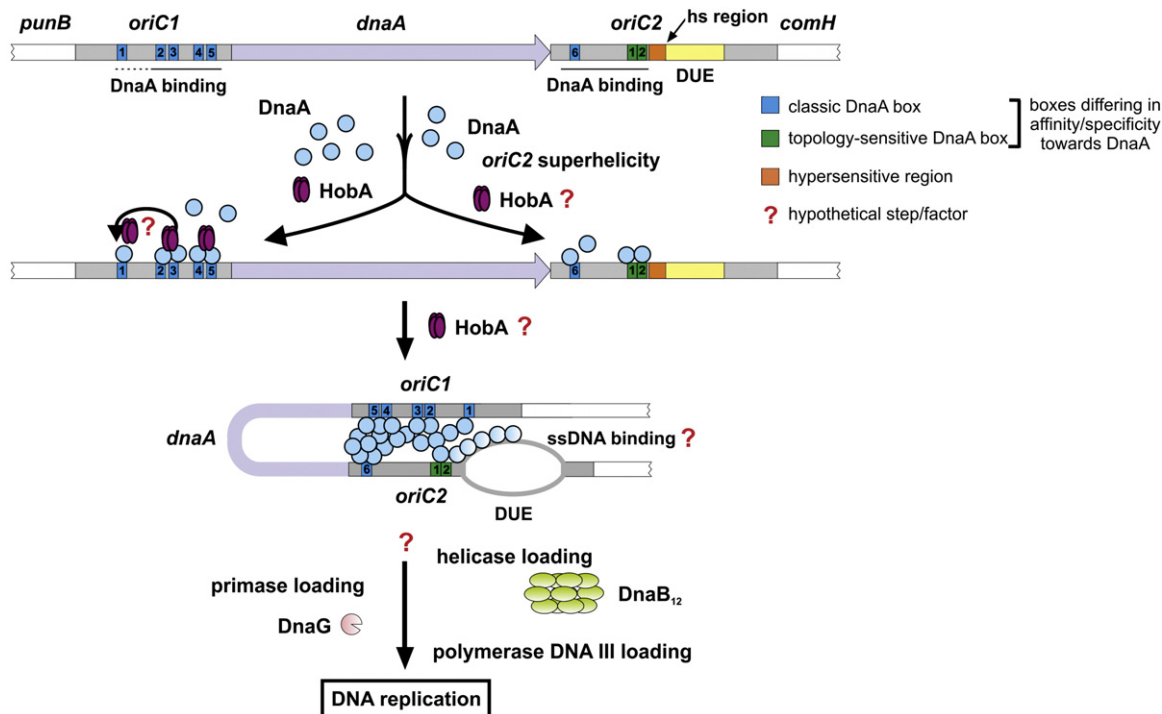 punB oriC1 dnaA oriC2 hs region comH
1 2 3 4 5 6 1 2
DnaA binding DnaA binding DUE
classic DnaA box
topology-sensitive DnaA box
boxes differing in
affinity/specificity
towards DnaA
hypersensitive region
? hypothetical step/factor
DnaA DnaA
oriC2 superhelicity
HobA HobA ?
?
1 2 3 4 5 6 1 2
HobA ?
oriC1
5 4 3 2 1
dnaA
ssDNA binding ?
6 1 2
oriC2
DUE
?
helicase loading
primase loading
DnaB12
DnaG
polymerase DNA III loading
DNA replication